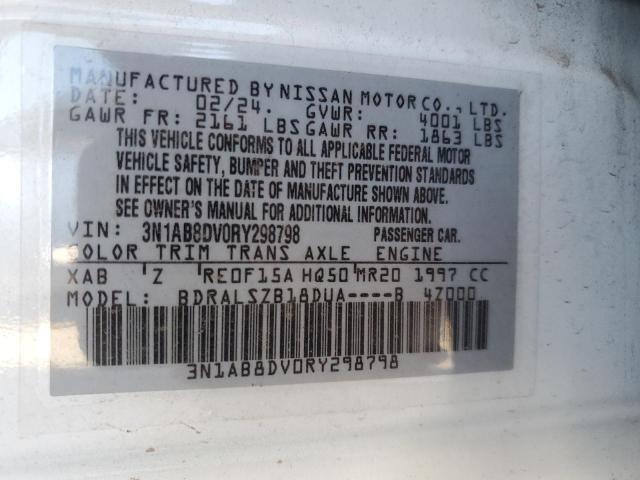 MANUFACTURED BY NISSAN MOTOR CO., LTD.
DATE: 02/24. GVWR: 4001 LBS
GAWR FR: 2161 LBS GAWR RR: 1863 LBS
THIS VEHICLE CONFORMS TO ALL APPLICABLE FEDERAL MOTOR
VEHICLE SAFETY, BUMPER AND THEFT PREVENTION STANDARDS
IN EFFECT ON THE DATE OF MANUFACTURE SHOWN ABOVE.
SEE OWNER'S MANUAL FOR ADDITIONAL INFORMATION.
VIN: 3N1AB8DV0RY298798 PASSENGER CAR.
COLOR TRIM TRANS AXLE ENGINE
XAB Z RE0F15A HQ50 MR20 1997 CC
MODEL: BDRALSZB18DUA----B 4Z000
3N1AB8DV0RY298798